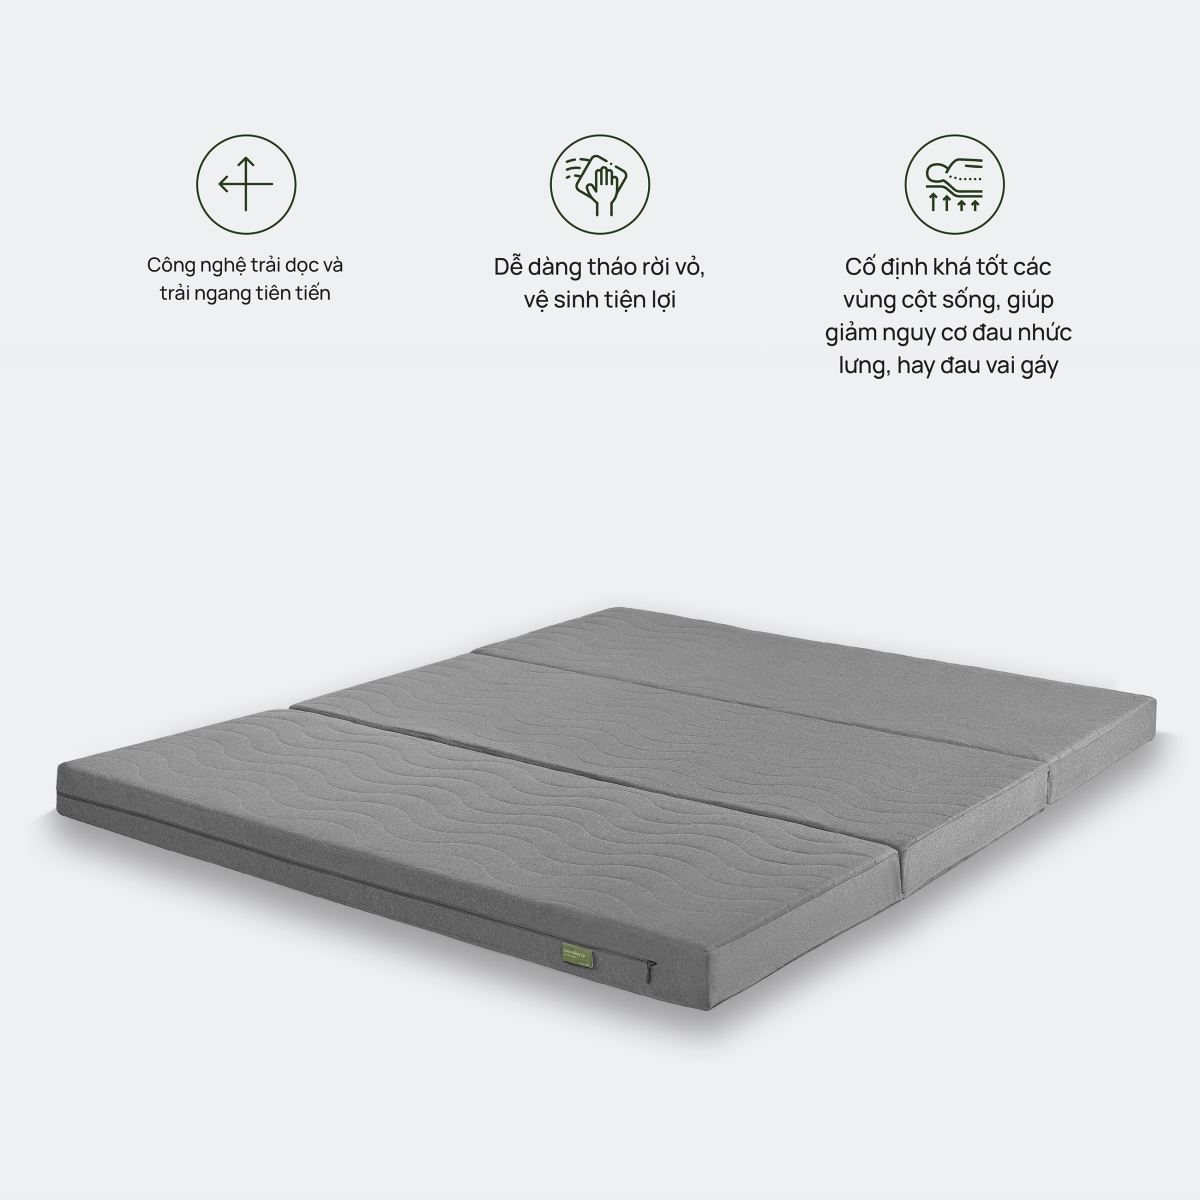 Công nghệ trải dọc và
trải ngang tiên tiến
Dễ dàng tháo rời vỏ,
vệ sinh tiện lợi
Cố định khá tốt các
vùng cột sống, giúp
giảm nguy cơ đau nhức
lưng, hay đau vai gáy